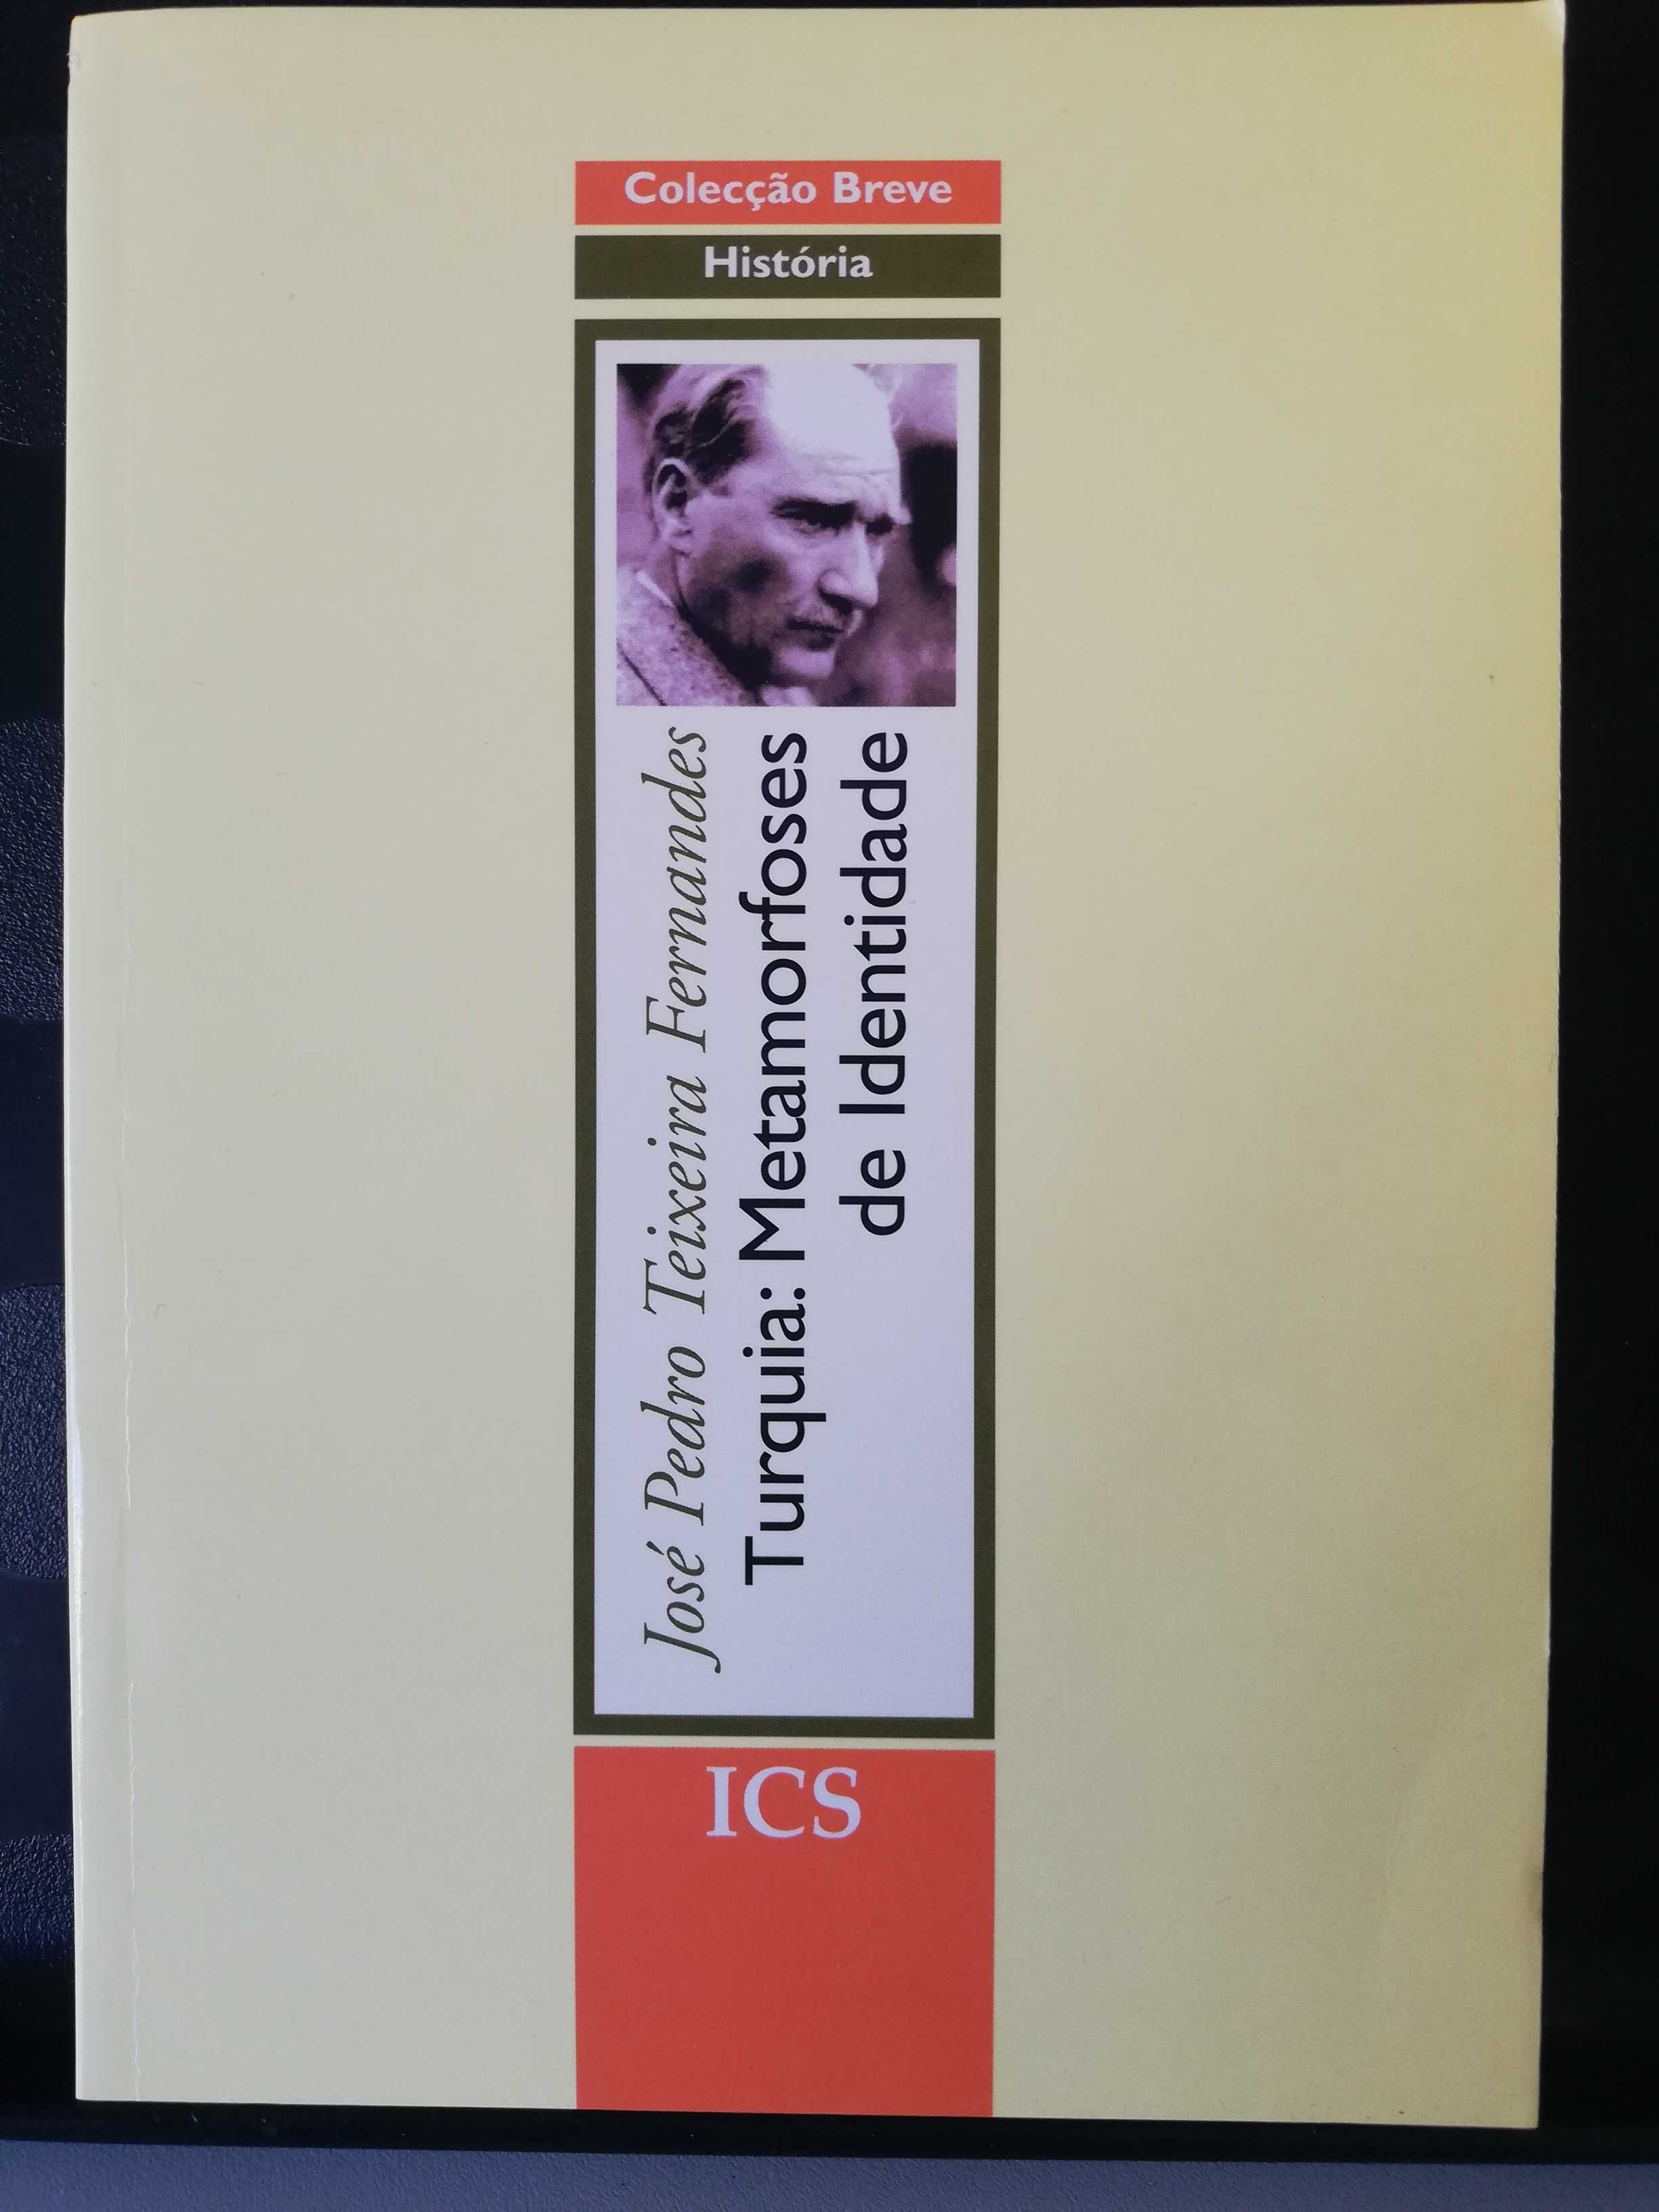 Colecção Breve
História
José Pedro Teixeira Fernandes
Turquia: Metamorfoses
de Identidade
ICS